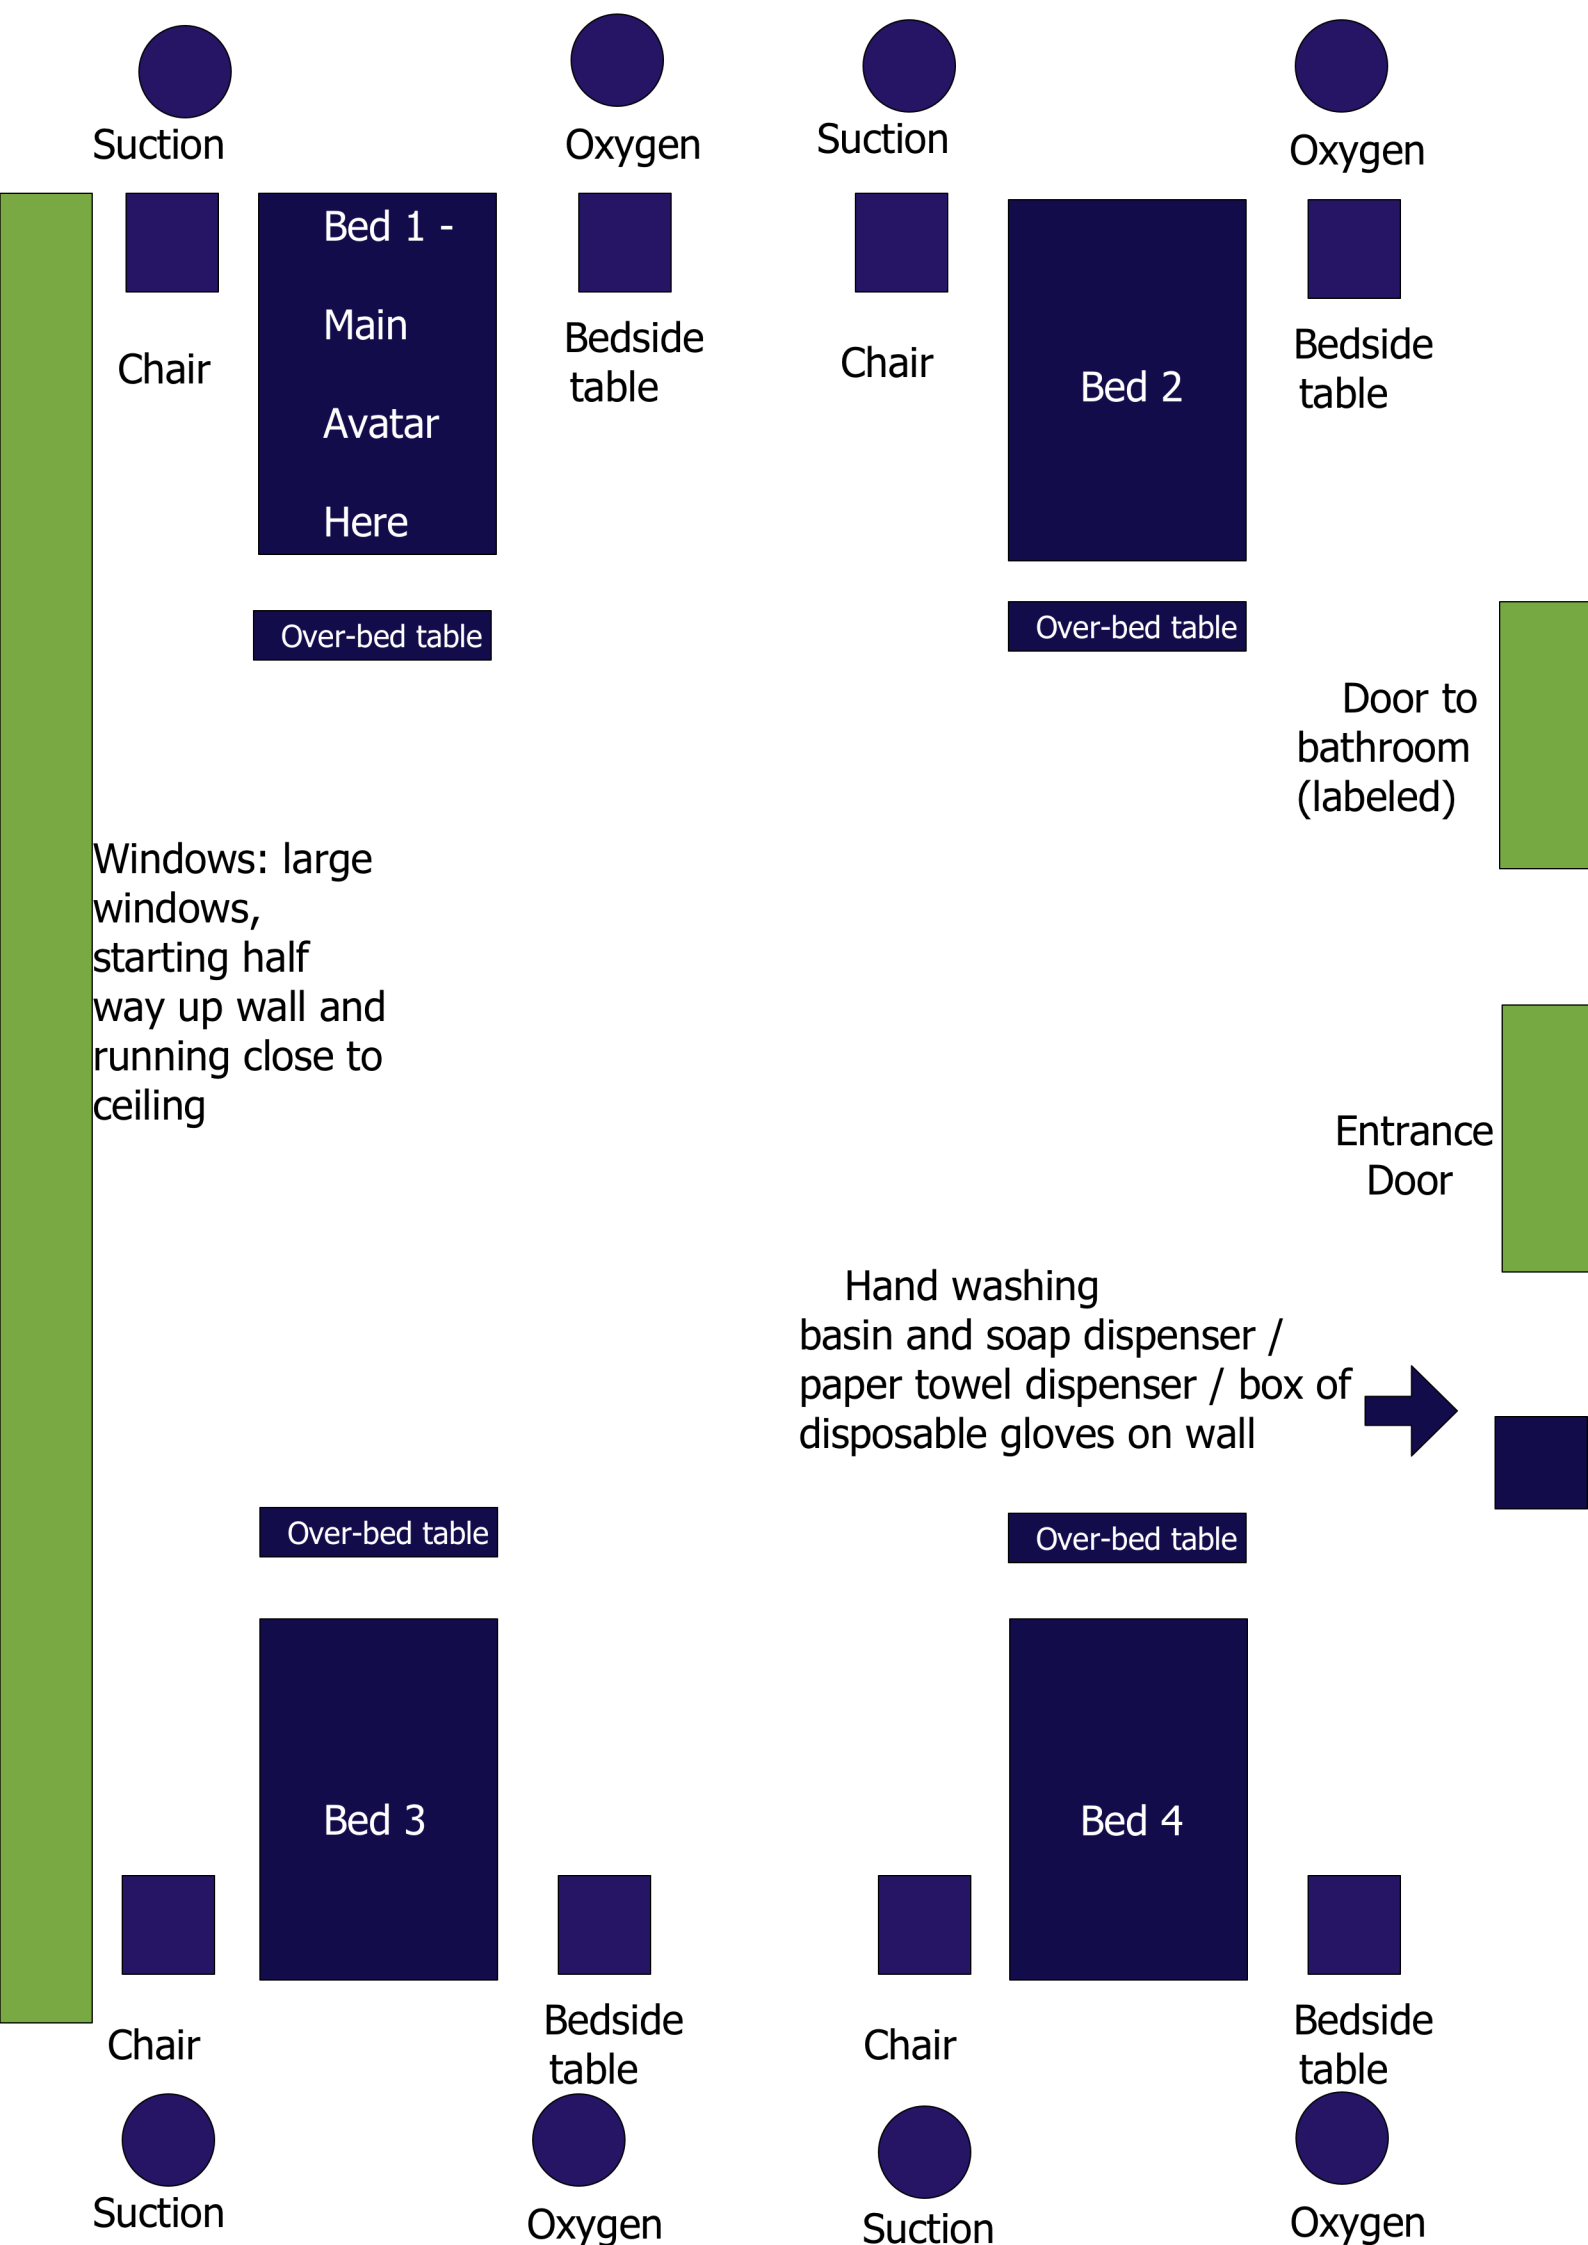 Suction
Oxygen
Suction
Oxygen
Bed 1 -
Main
Avatar
Here
Chair
Bedside
table
Chair
Bed 2
Bedside
table
Over-bed table
Over-bed table
Door to
bathroom
(labeled)
Windows: large
windows,
starting half
way up wall and
running close to
ceiling
Entrance
Door
Hand washing
basin and soap dispenser /
paper towel dispenser / box of
disposable gloves on wall
Over-bed table
Over-bed table
Bed 3
Bed 4
Chair
Bedside
table
Chair
Bedside
table
Suction
Oxygen
Suction
Oxygen